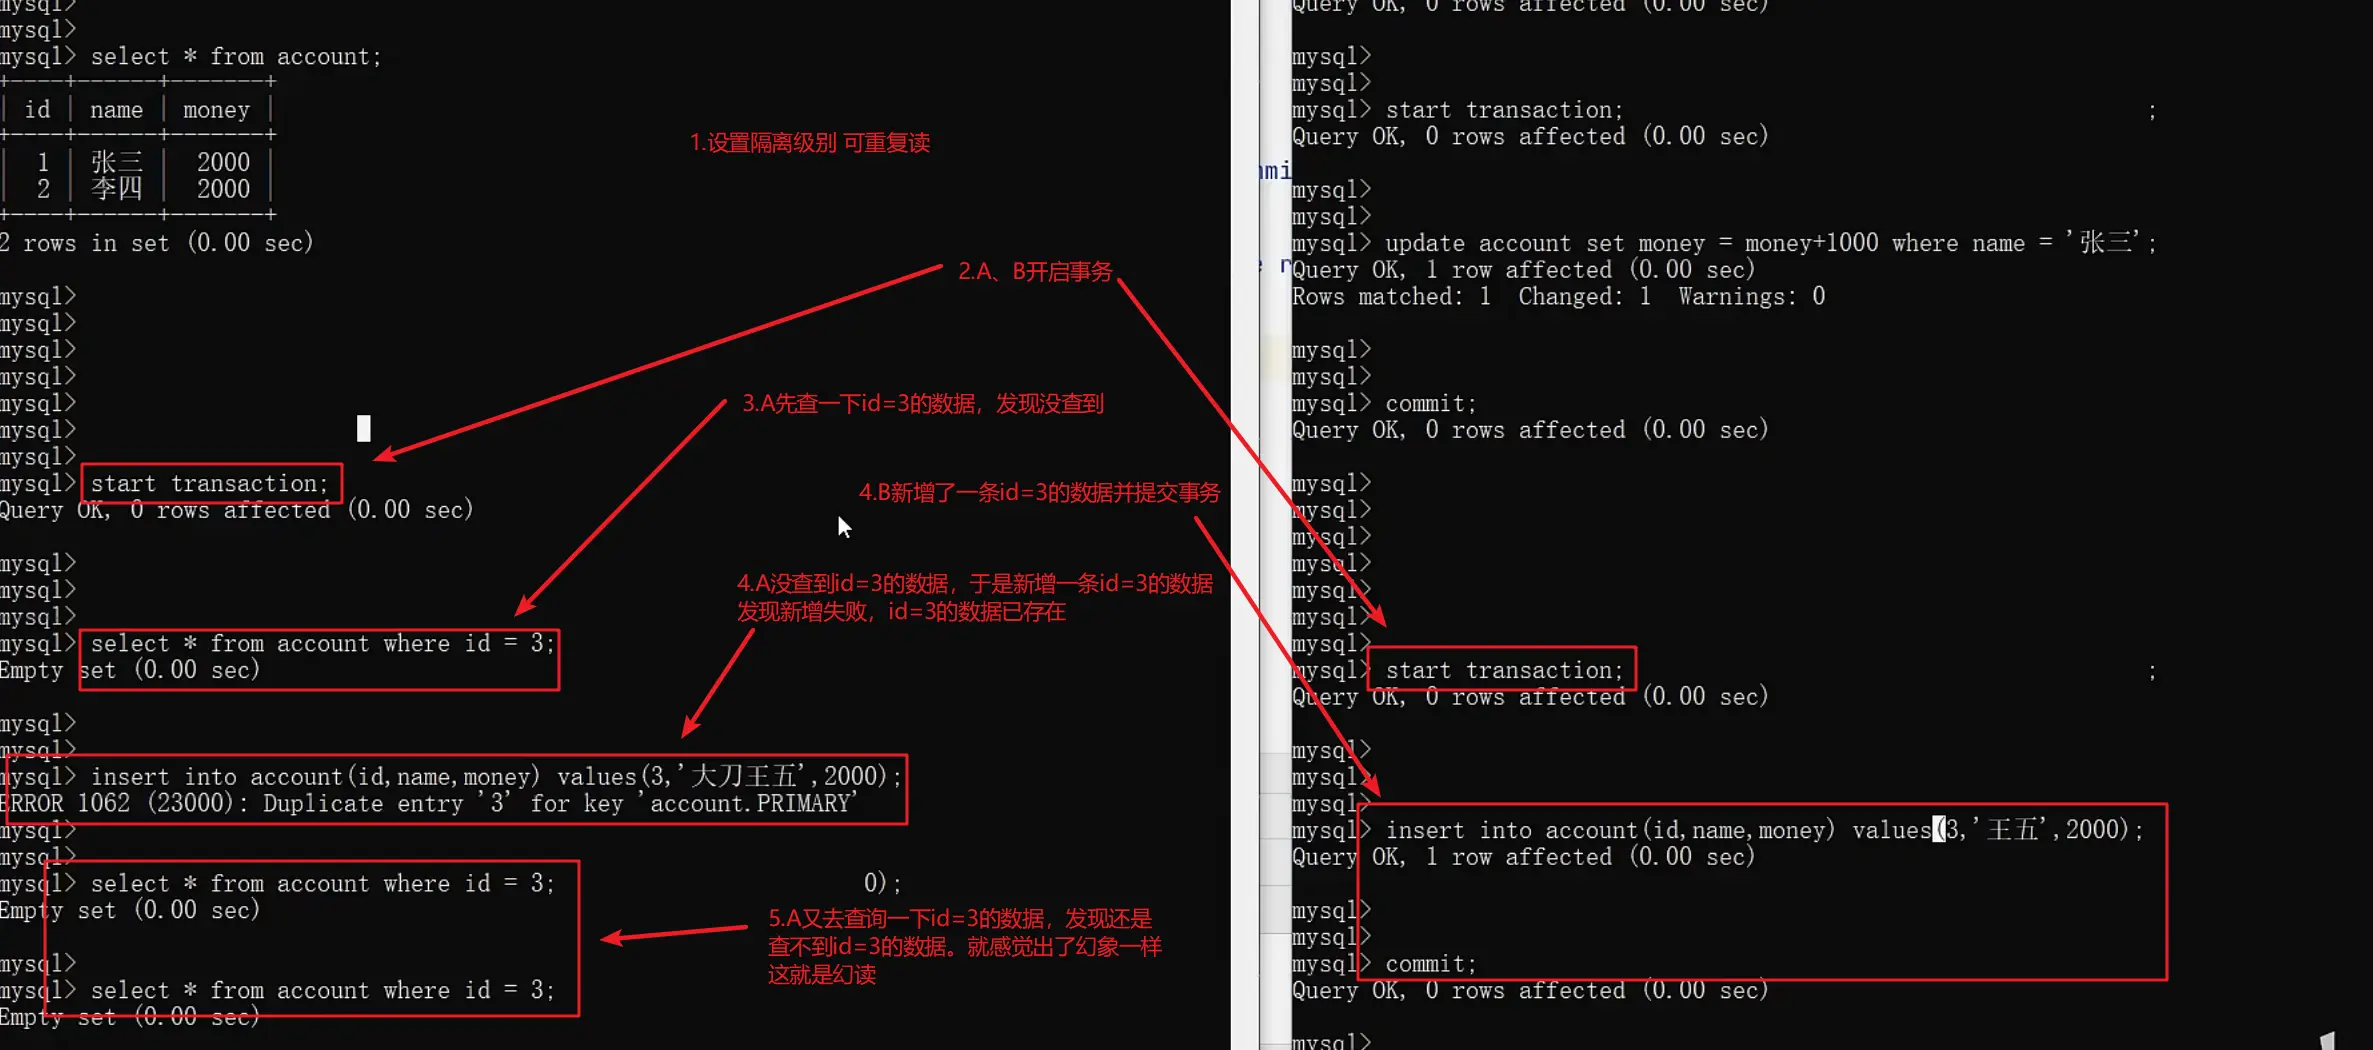 mysql>
mysql>
mysql> select * from account;
+----+------+-------+
| id | name | money |
+----+------+-------+
| 1 | 张三 | 2000 |
| 2 | 李四 | 2000 |
+----+------+-------+
2 rows in set (0.00 sec)
mysql>
mysql>
mysql>
mysql>
mysql>
mysql>
mysql>
mysql> start transaction;
Query OK, 0 rows affected (0.00 sec)
mysql>
mysql>
mysql>
mysql> select * from account where id = 3;
Empty set (0.00 sec)
mysql>
mysql>
mysql> insert into account(id,name,money) values(3,'大刀王五',2000);
ERROR 1062 (23000): Duplicate entry '3' for key 'account.PRIMARY'
mysql>
mysql>
mysql> select * from account where id = 3; 0);
Empty set (0.00 sec)
mysql>
mysql> select * from account where id = 3;
Empty set (0.00 sec)
1.设置隔离级别 可重复读
2.A、B开启事务
3.A先查一下id=3的数据，发现没查到
4.B新增了一条id=3的数据并提交事务
4.A没查到id=3的数据，于是新增一条id=3的数据
发现新增失败，id=3的数据已存在
5.A又去查询一下id=3的数据，发现还是
查不到id=3的数据。就感觉出了幻象一样
这就是幻读
Query OK, 0 rows affected (0.00 sec)
mysql>
mysql>
mysql> start transaction; ;
Query OK, 0 rows affected (0.00 sec)
mysql>
mysql>
mysql> update account set money = money+1000 where name = '张三';
Query OK, 1 row affected (0.00 sec)
Rows matched: 1 Changed: 1 Warnings: 0
mysql>
mysql>
mysql> commit;
Query OK, 0 rows affected (0.00 sec)
mysql>
mysql>
mysql>
mysql>
mysql>
mysql>
mysql>
mysql> start transaction; ;
Query OK, 0 rows affected (0.00 sec)
mysql>
mysql>
mysql>
mysql> insert into account(id,name,money) values(3,'王五',2000);
Query OK, 1 row affected (0.00 sec)
mysql>
mysql>
mysql> commit;
Query OK, 0 rows affected (0.00 sec)
mysql>